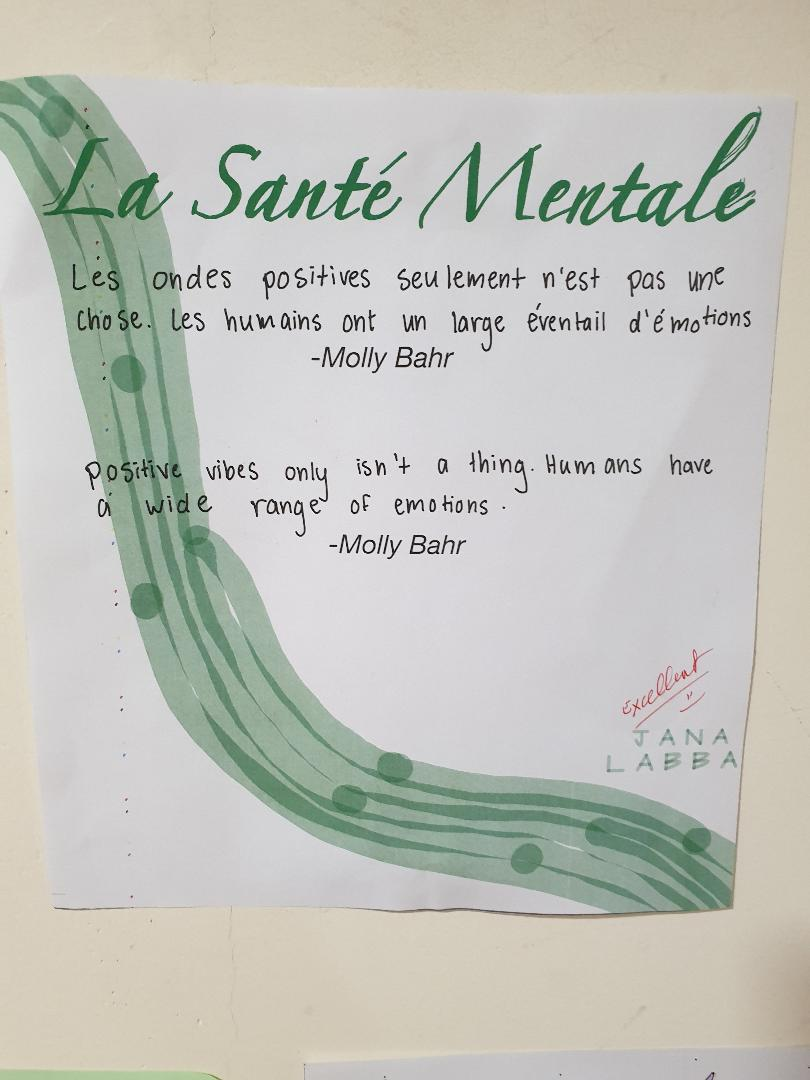 La Santé Mentale
Les ondes positives seulement n'est pas une
chose. Les humains ont un large éventail d'émotions
-Molly Bahr
Positive vibes only isn't a thing. Humans have
a wide range of emotions.
-Molly Bahr
Excellent
JANA
LABBA